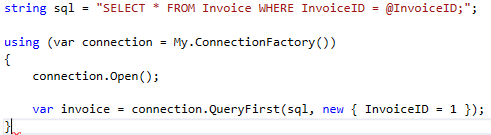 string sql = "SELECT * FROM Invoice WHERE InvoiceID = @InvoiceID;";
using (var connection = My.ConnectionFactory())
{
connection.Open();
var invoice = connection.QueryFirst(sql, new { InvoiceID = 1 });
}